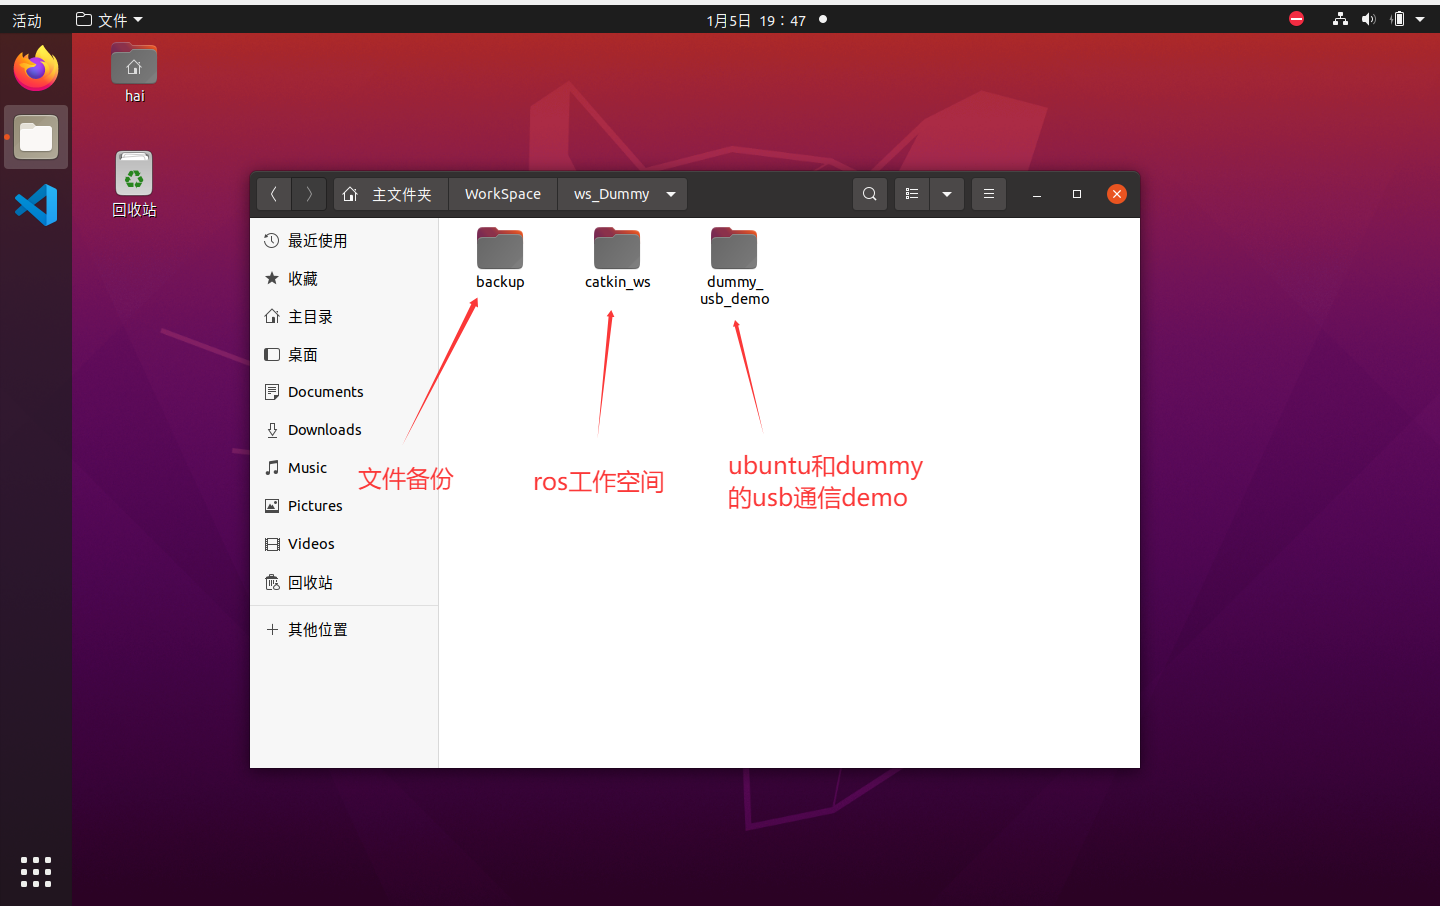 活动
文件
1月5日 19：47
hai
回收站
主文件夹
WorkSpace
ws_Dummy
最近使用
收藏
主目录
桌面
Documents
Downloads
Music
Pictures
Videos
回收站
其他位置
backup
catkin_ws
dummy_
usb_demo
文件备份
ros工作空间
ubuntu和dummy
的usb通信demo